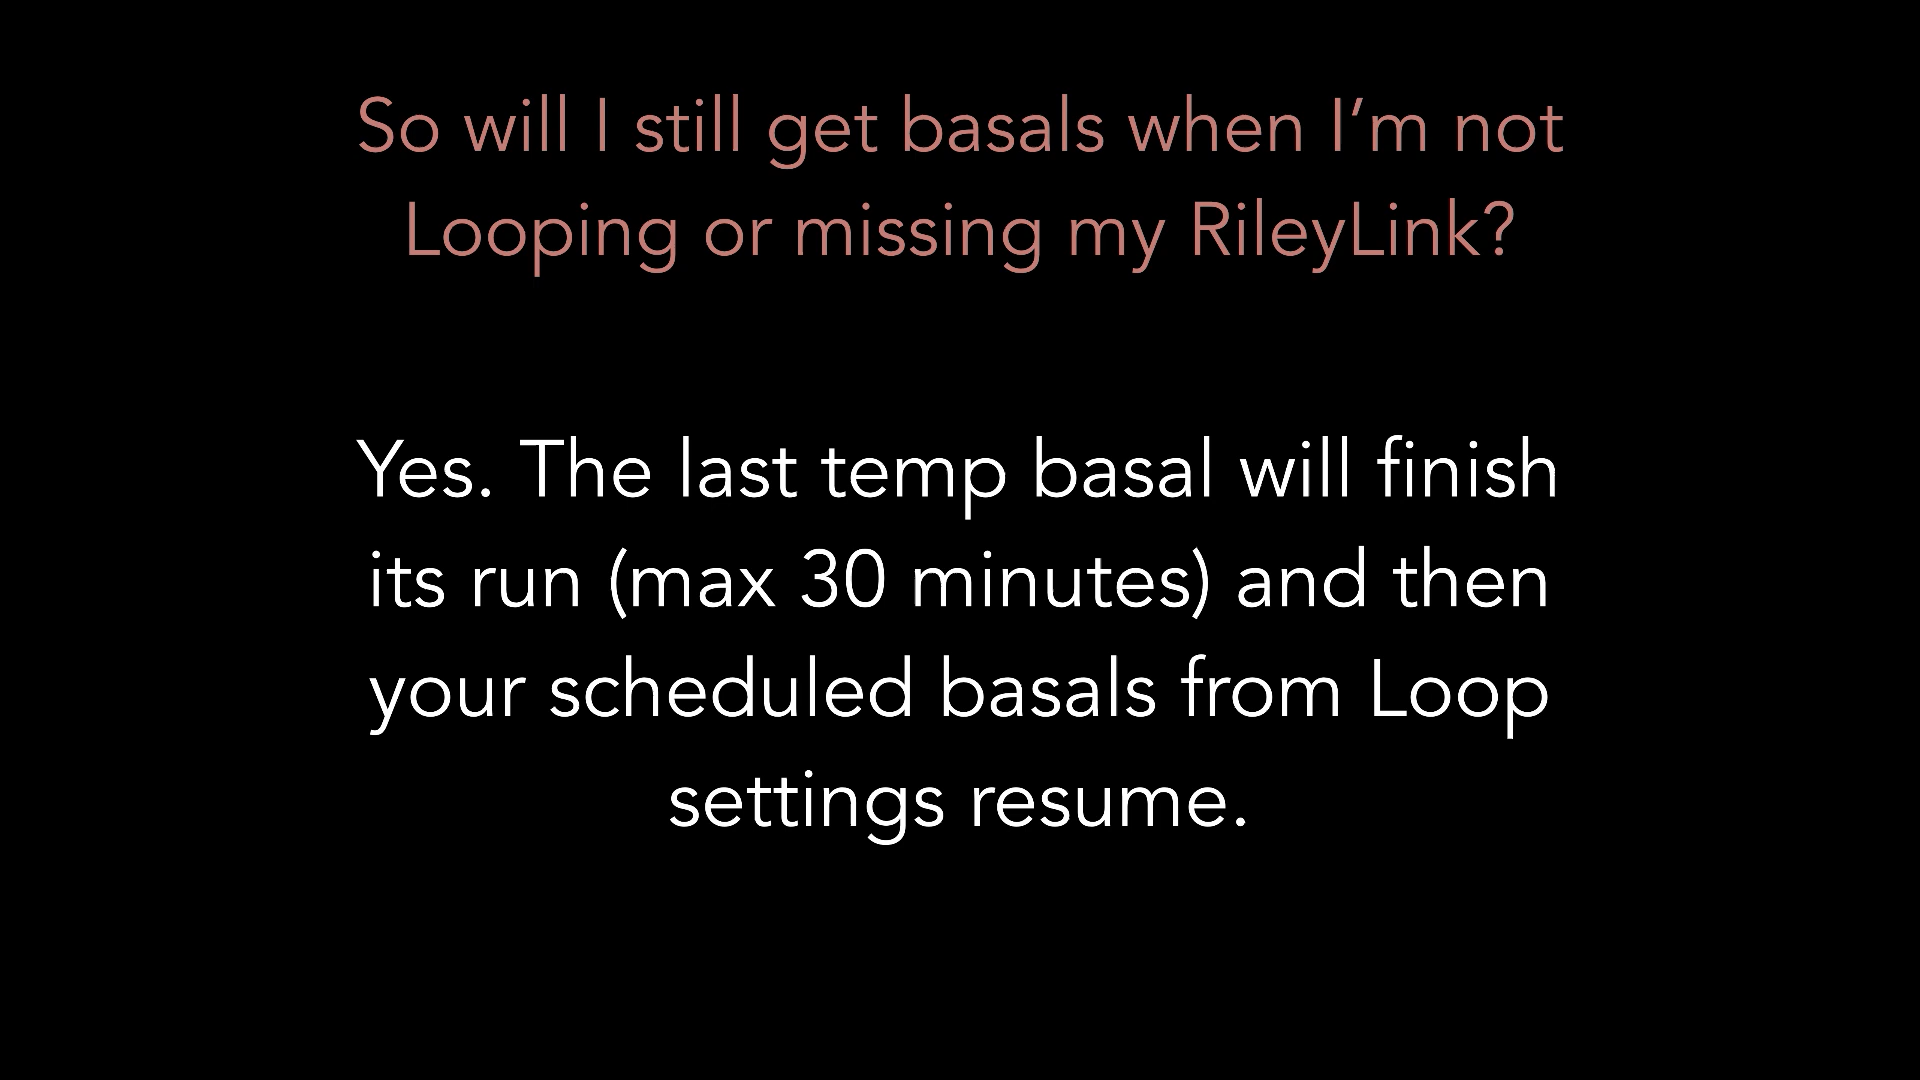 So will I still get basals when I’m not
Looping or missing my RileyLink?
Yes. The last temp basal will finish
its run (max 30 minutes) and then
your scheduled basals from Loop
settings resume.